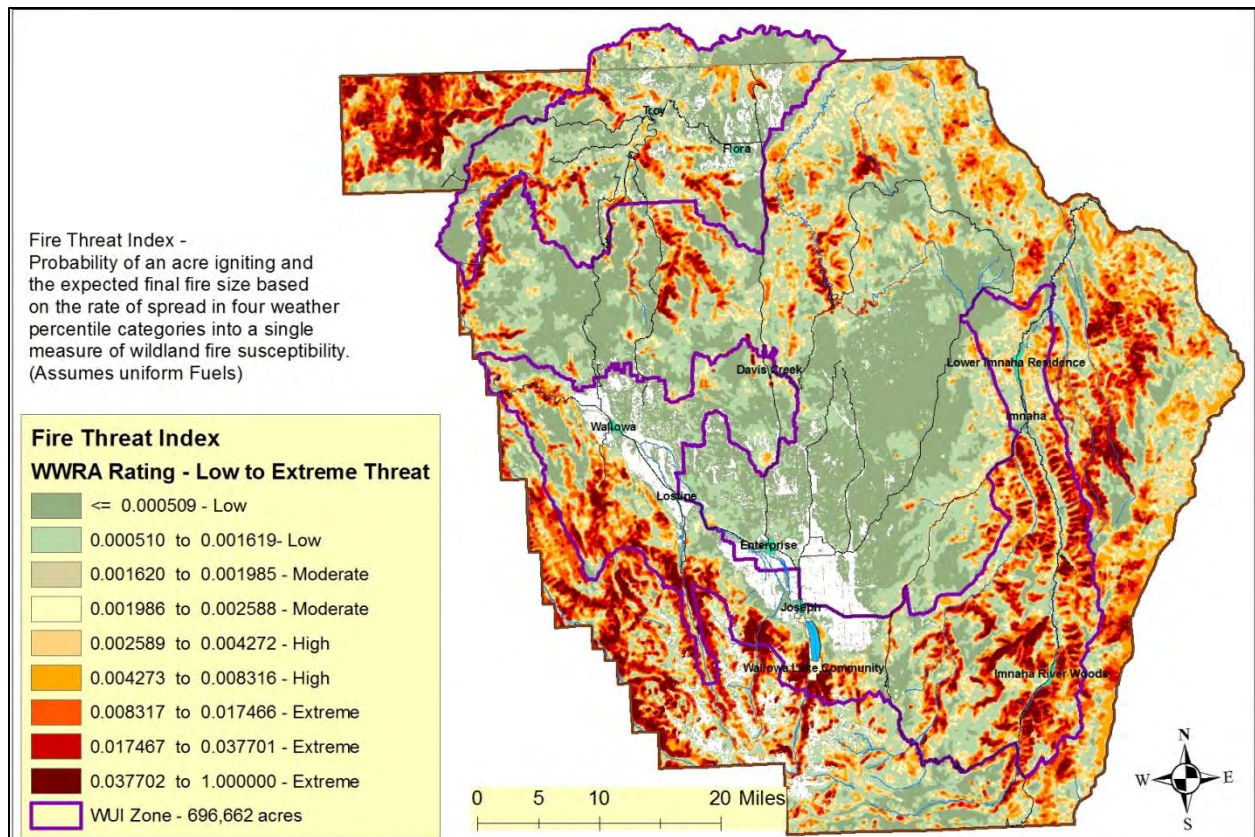 Troy
Flora
Fire Threat Index -
Probability of an acre igniting and
the expected final fire size based
on the rate of spread in four weather
percentile categories into a single
measure of wildland fire susceptibility.
(Assumes uniform Fuels)
Lower Imnaha Residence
Davis Creek
Imnaha
Wallowa
Lostine
Enterprise
Joseph
Wallowa Lake Community
Imnaha River Woods
Fire Threat Index
WWRA Rating - Low to Extreme Threat
<= 0.000509 - Low
0.000510 to 0.001619- Low
0.001620 to 0.001985 - Moderate
0.001986 to 0.002588 - Moderate
0.002589 to 0.004272 - High
0.004273 to 0.008316 - High
0.008317 to 0.017466 - Extreme
0.017467 to 0.037701 - Extreme
0.037702 to 1.000000 - Extreme
WUI Zone - 696,662 acres
0 5 10 20 Miles
N
W E
S